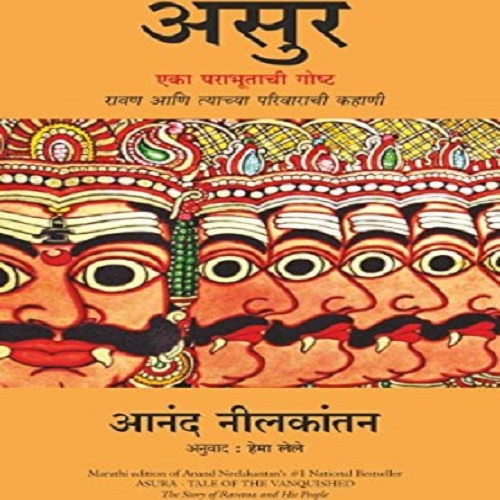 असुर
एका पराभूताची गोष्ट
रावण आणि त्याच्या परिवाराची कहाणी
आनंद नीलकांतन
अनुवाद : हेमा लेले
Marathi edition of Anand Neelakantan's #1 National Bestseller
ASURA - TALE OF THE VANQUISHED
The Story of Ravana and His People